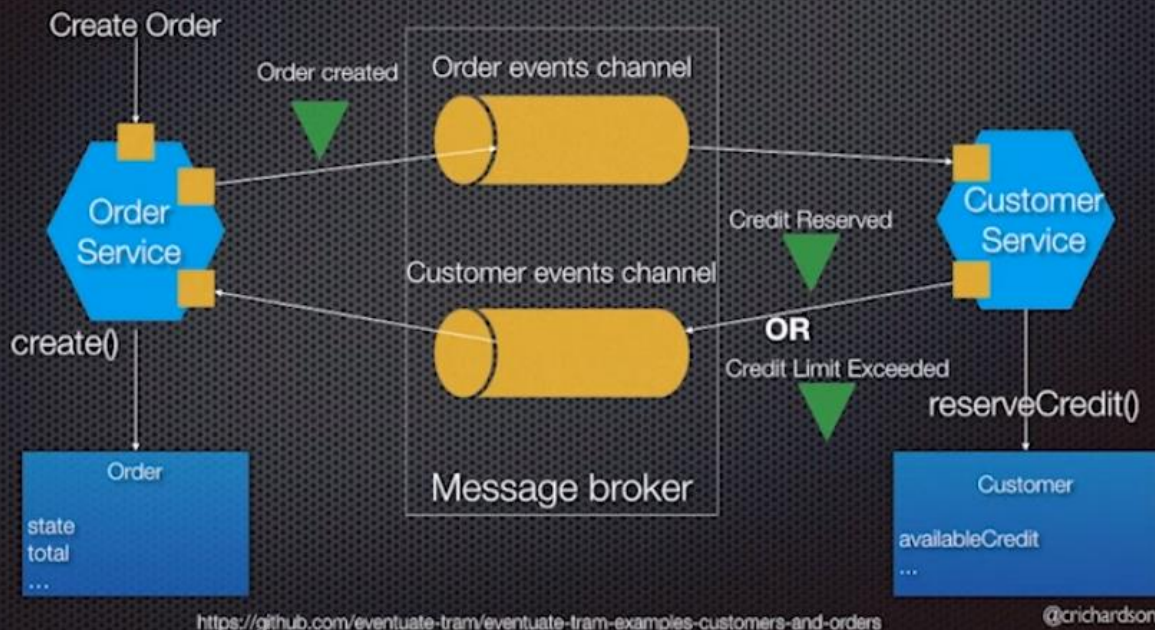 Create Order
Order created
Order events channel
Order
Service
Customer
Service
Credit Reserved
Customer events channel
OR
Credit Limit Exceeded
create()
reserveCredit()
Order
state
total
...
Message broker
Customer
availableCredit
...
https://github.com/eventuate-tram/eventuate-tram-examples-customers-and-orders
@crichardson